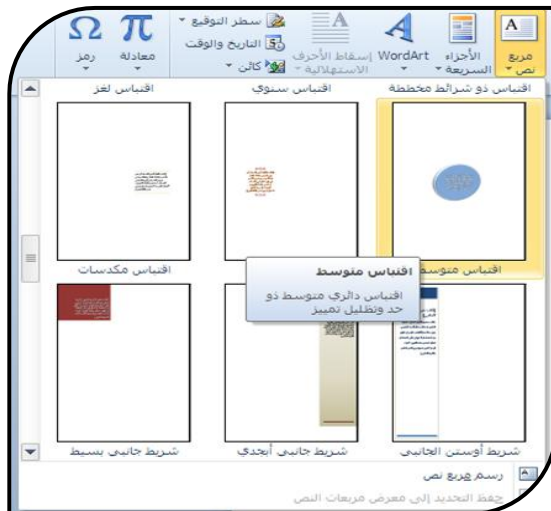 مربع نص
الأجزاء السريعة
WordArt
إسقاط الأحرف الاستهلالية
سطر التوقيع
التاريخ والوقت
كائن
معادلة
رمز
اقتباس ذو شرائط مخططة
اقتباس سنوي
اقتباس لغز
اقتباس متوسط
اقتباس مكدسات
اقتباس متوسط
اقتباس دائري متوسط ذو
حد وتظليل تمييز
شريط أوستن الجانبي
شريط جانبي أبجدي
شريط جانبي بسيط
رسم مربع نص
حفظ التحديد إلى معرض مربعات النص